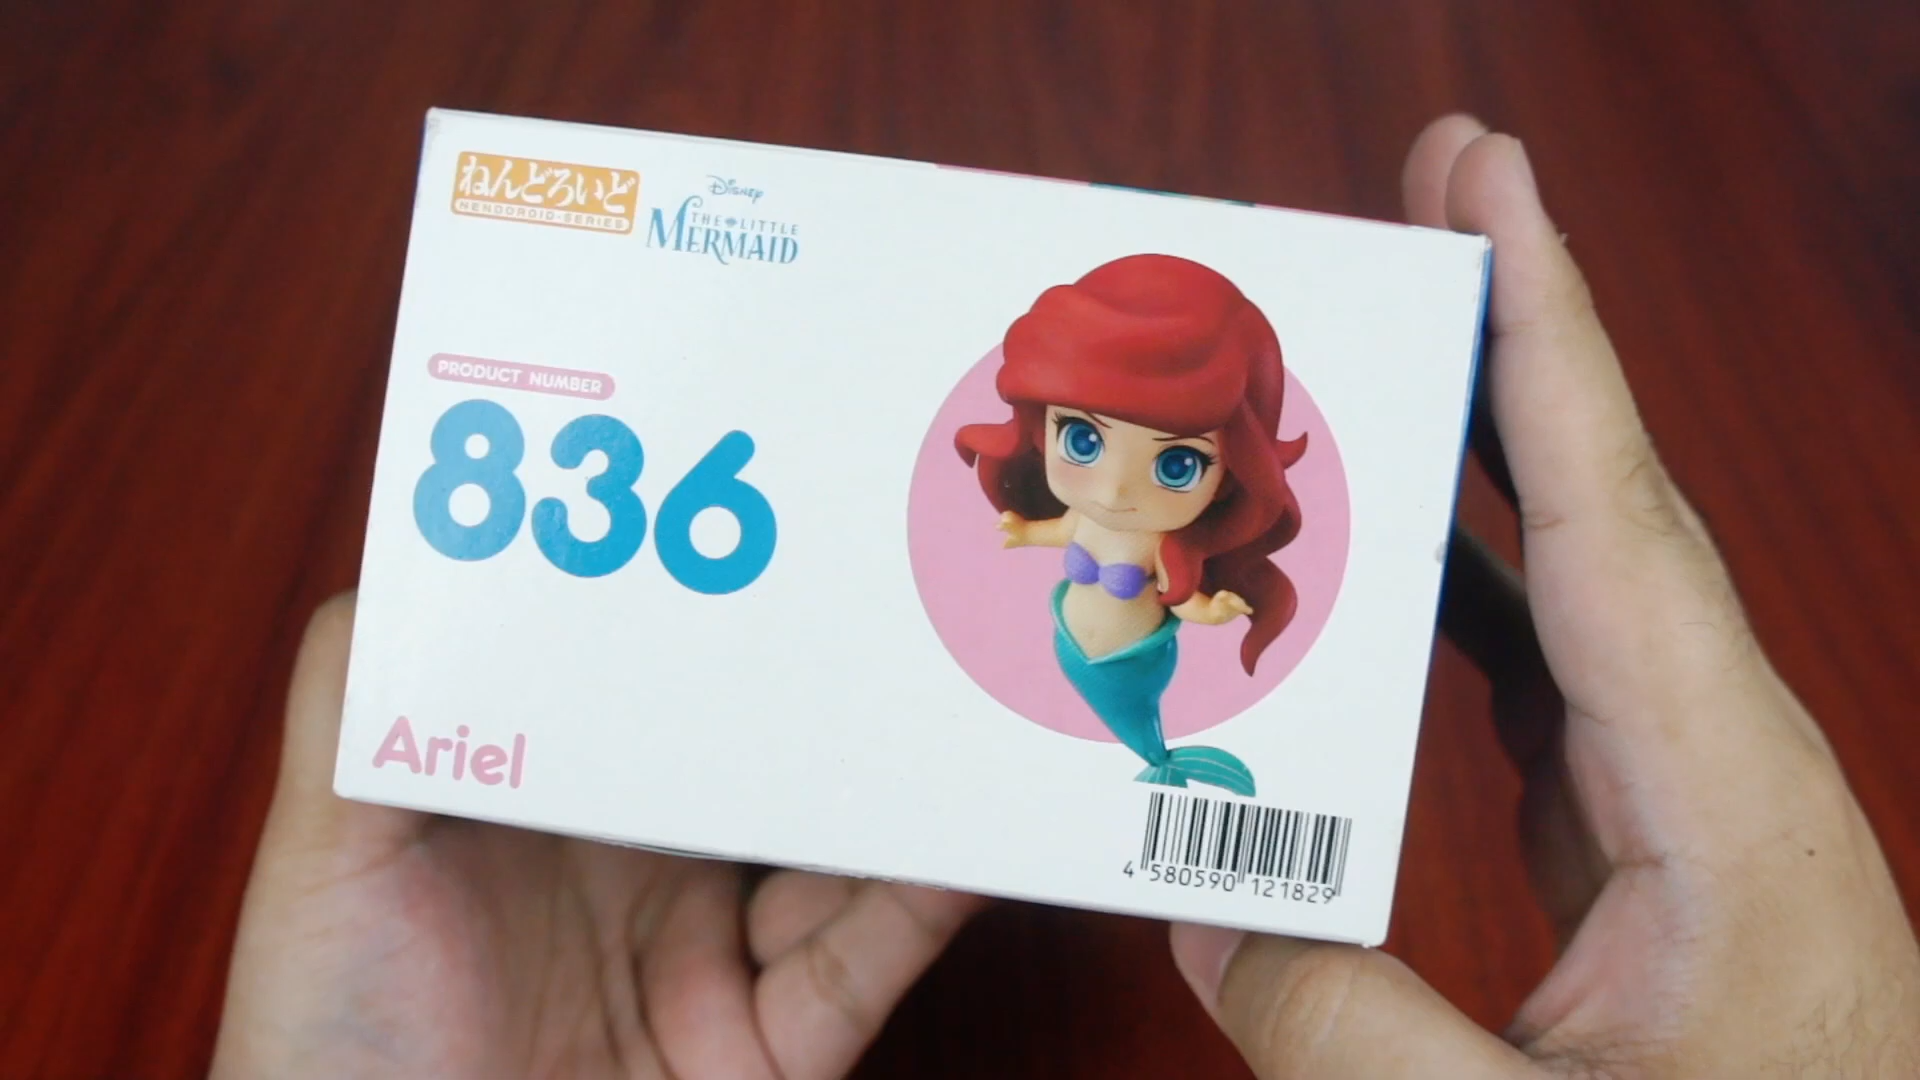 ねんどろいど
NENDOROID-SERIES
Disney
THE LITTLE
MERMAID
PRODUCT NUMBER
836
Ariel
4 580590 121829